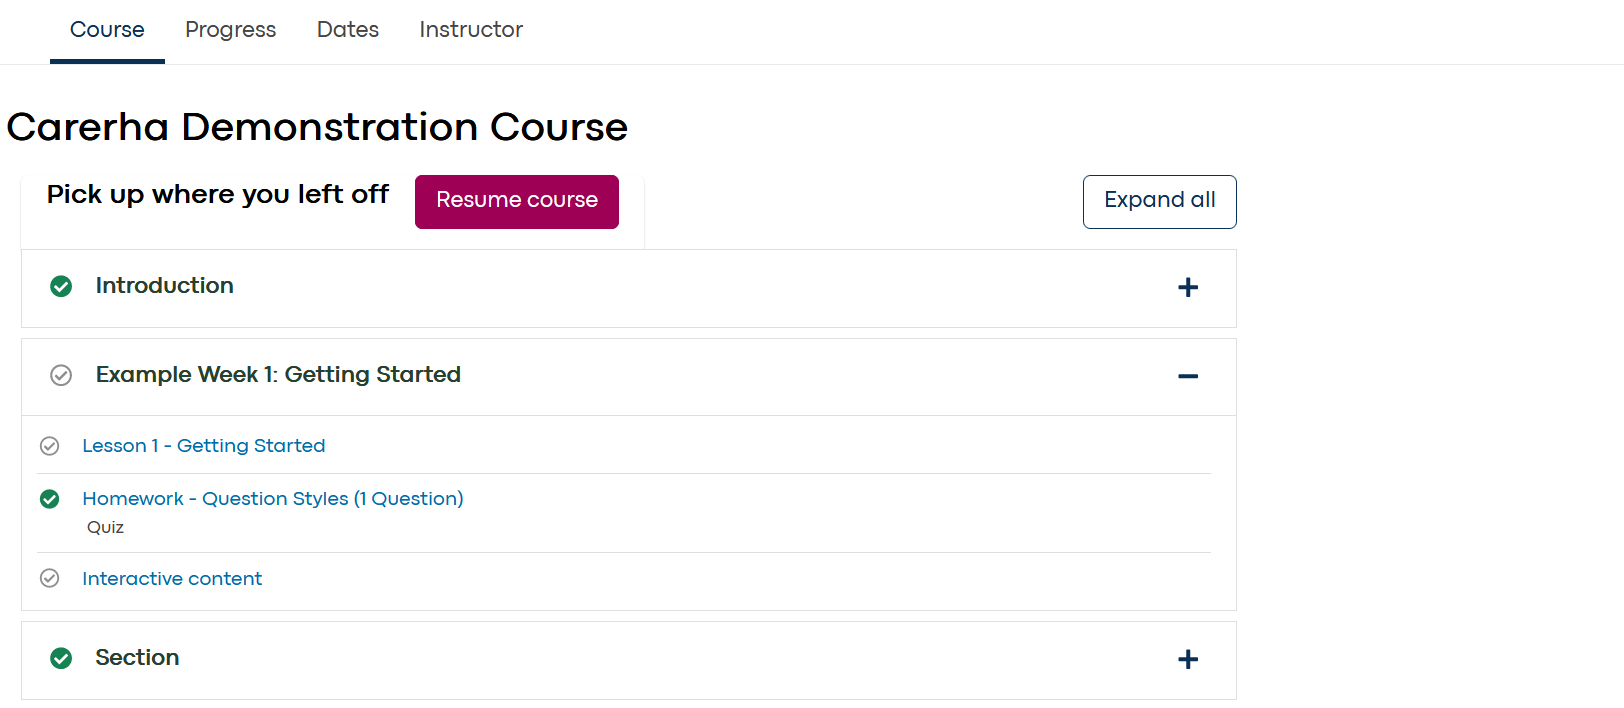 Course Progress Dates Instructor
Carerha Demonstration Course
Pick up where you left off Resume course Expand all
Introduction
Example Week 1: Getting Started
Lesson 1 - Getting Started
Homework - Question Styles (1 Question)
Quiz
Interactive content
Section